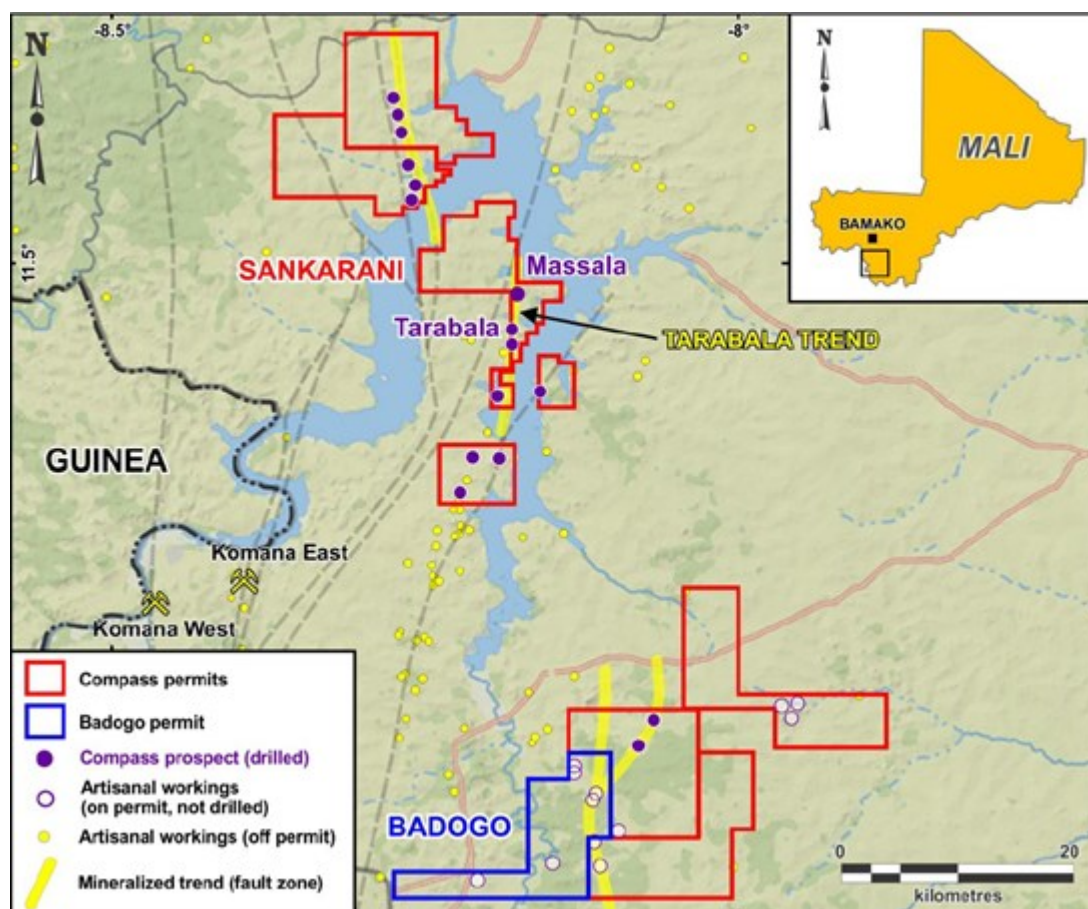 -8.5°
-8°
N
N
MALI
BAMAKO
11.5°
SANKARANI
Massala
Tarabala
TARABALA TREND
GUINEA
Komana East
Komana West
Compass permits
Badogo permit
Compass prospect (drilled)
Artisanal workings
(on permit, not drilled)
Artisanal workings (off permit)
Mineralized trend (fault zone)
BADOGO
0
20
kilometres